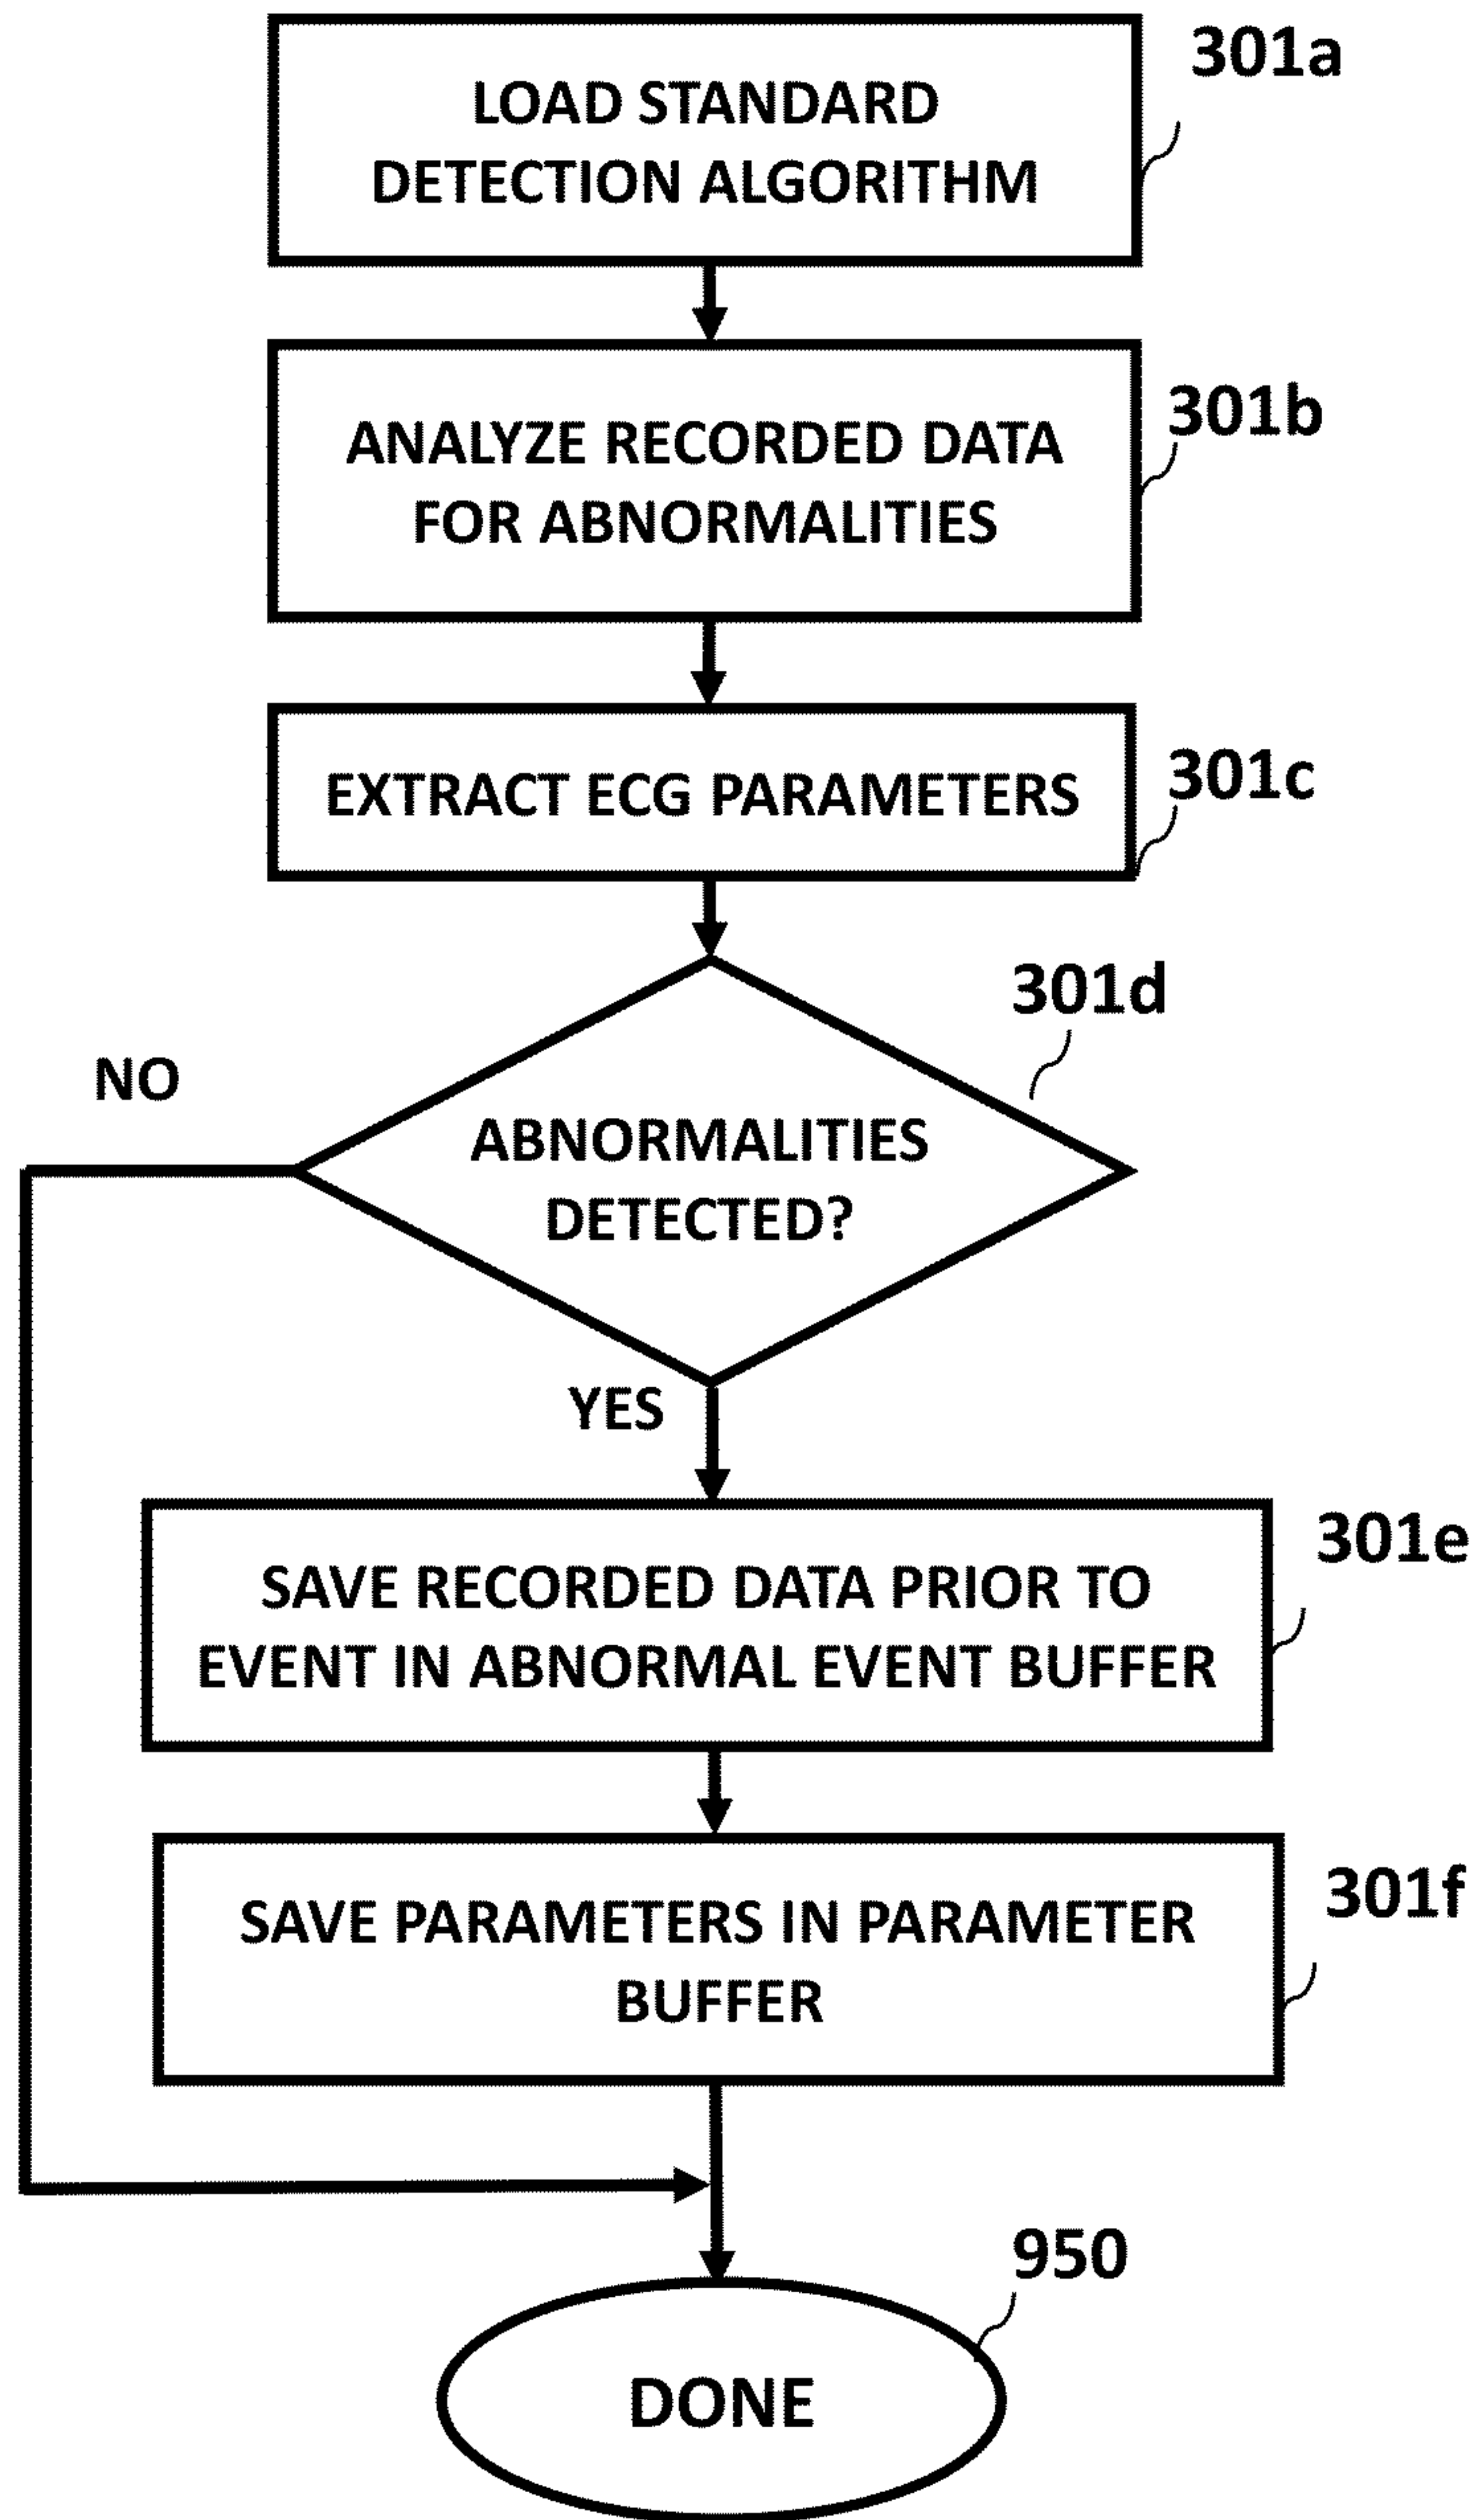 301a
LOAD STANDARD
DETECTION ALGORITHM
301b
ANALYZE RECORDED DATA
FOR ABNORMALITIES
301c
EXTRACT ECG PARAMETERS
301d
NO
ABNORMALITIES
DETECTED?
YES
301e
SAVE RECORDED DATA PRIOR TO
EVENT IN ABNORMAL EVENT BUFFER
301f
SAVE PARAMETERS IN PARAMETER
BUFFER
950
DONE